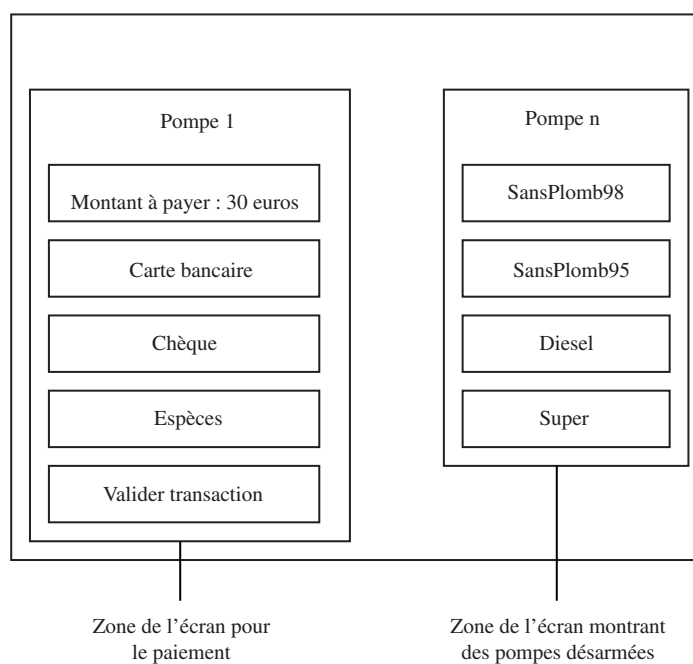 Pompe 1
Montant à payer : 30 euros
Carte bancaire
Chèque
Espèces
Valider transaction
Pompe n
SansPlomb98
SansPlomb95
Diesel
Super
Zone de l’écran pour
le paiement
Zone de l’écran montrant
des pompes désarmées